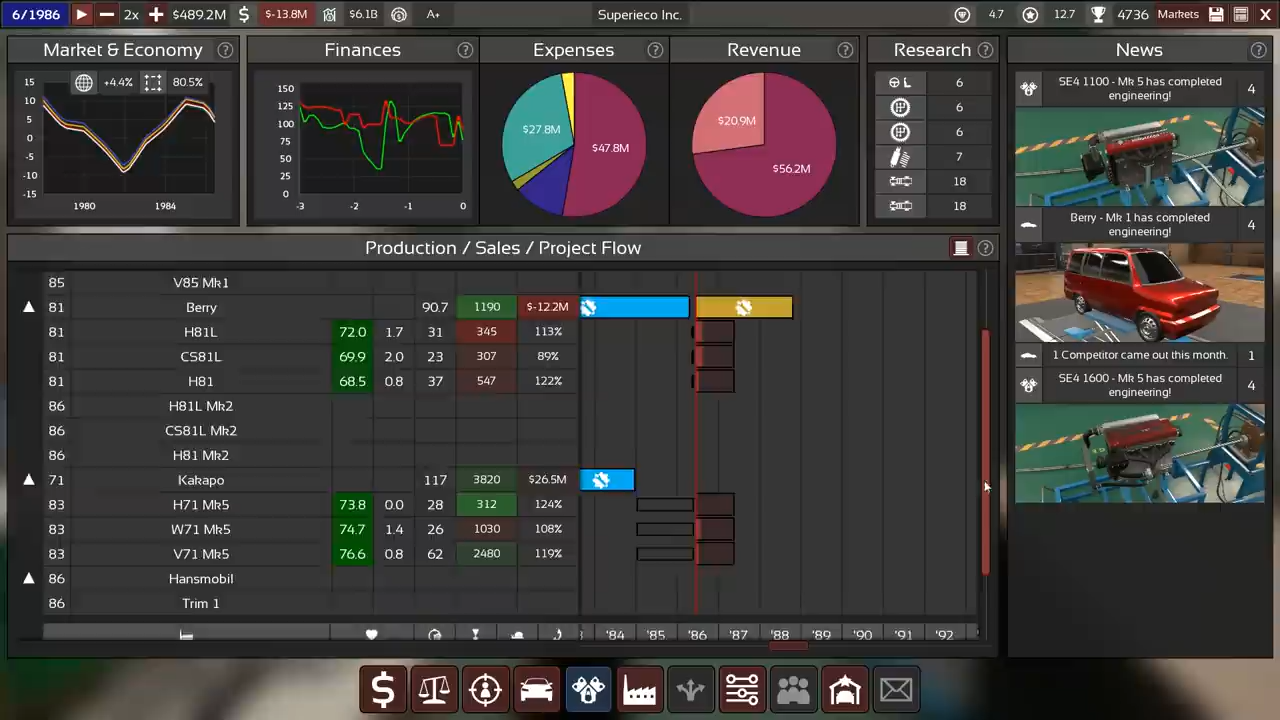 6/1986 2x $489.2M $-13.8M $6.1B A+ Superieco Inc. 4.7 12.7 4736 Markets
Market & Economy
+4.4% 80.5%
15
10
5
0
-5
-10
-15
1980 1984
Finances
150
125
100
75
50
25
0
-3 -2 -1 0
Expenses
$27.8M
$47.8M
Revenue
$20.9M
$56.2M
Research
L 6
6
6
7
18
18
News
SE4 1100 - Mk 5 has completed engineering! 4
Berry - Mk 1 has completed engineering! 4
1 Competitor came out this month. 1
SE4 1600 - Mk 5 has completed engineering! 4
Production / Sales / Project Flow
85 V85 Mk1
81 Berry 90.7 1190 $-12.2M
81 H81L 72.0 1.7 31 345 113%
81 CS81L 69.9 2.0 23 307 89%
81 H81 68.5 0.8 37 547 122%
86 H81L Mk2
86 CS81L Mk2
86 H81 Mk2
71 Kakapo 117 3820 $26.5M
83 H71 Mk5 73.8 0.0 28 312 124%
83 W71 Mk5 74.7 1.4 26 1030 108%
83 V71 Mk5 76.6 0.8 62 2480 119%
86 Hansmobil
86 Trim 1
'84 '85 '86 '87 '88 '89 '90 '91 '92